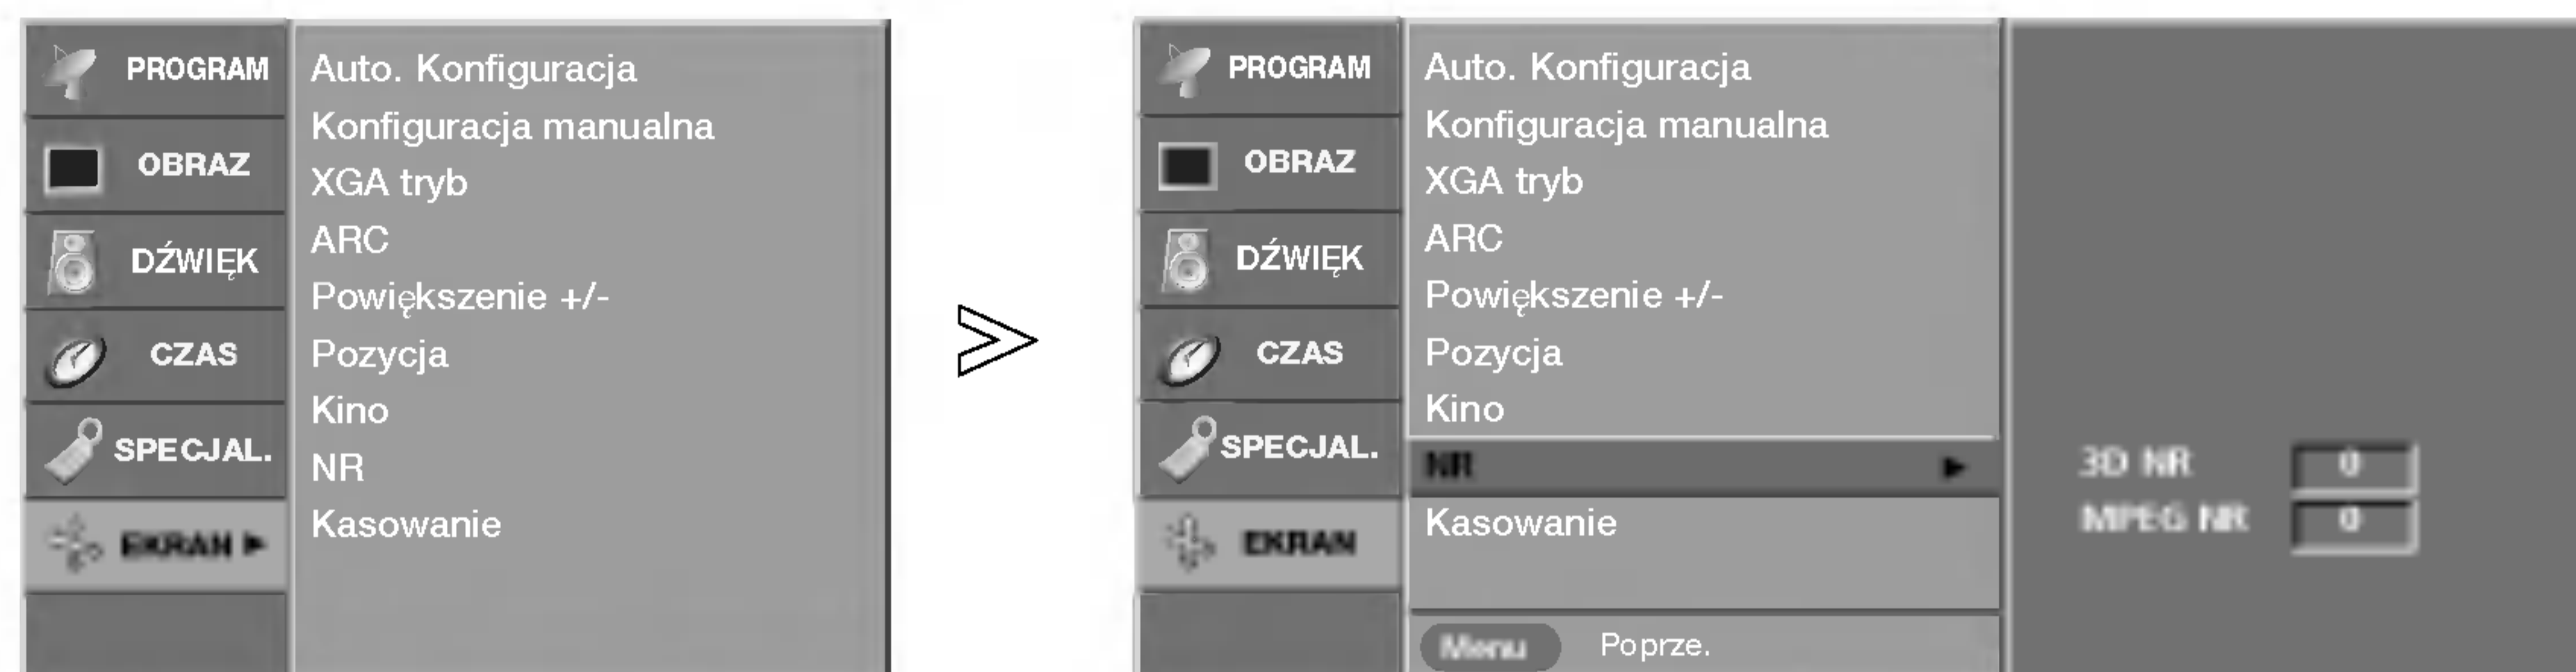 PROGRAM
OBRAZ
DŹWIĘK
CZAS
SPECJAL.
EKRAN ►
Auto. Konfiguracja
Konfiguracja manualna
XGA tryb
ARC
Powiększenie +/-
Pozycja
Kino
NR
Kasowanie
PROGRAM
OBRAZ
DŹWIĘK
CZAS
SPECJAL.
EKRAN
Auto. Konfiguracja
Konfiguracja manualna
XGA tryb
ARC
Powiększenie +/-
Pozycja
Kino
NR ►
Kasowanie
Menu Poprze.
3D NR 0
MPEG NR 0